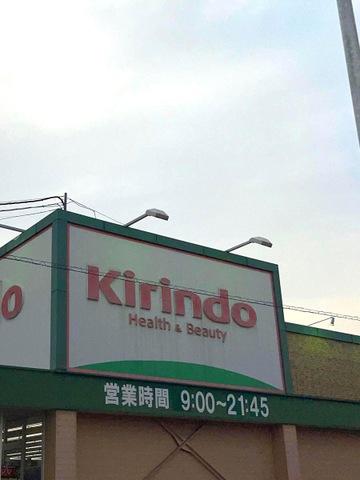 Kirindo
Health & Beauty
営業時間 9:00~21:45